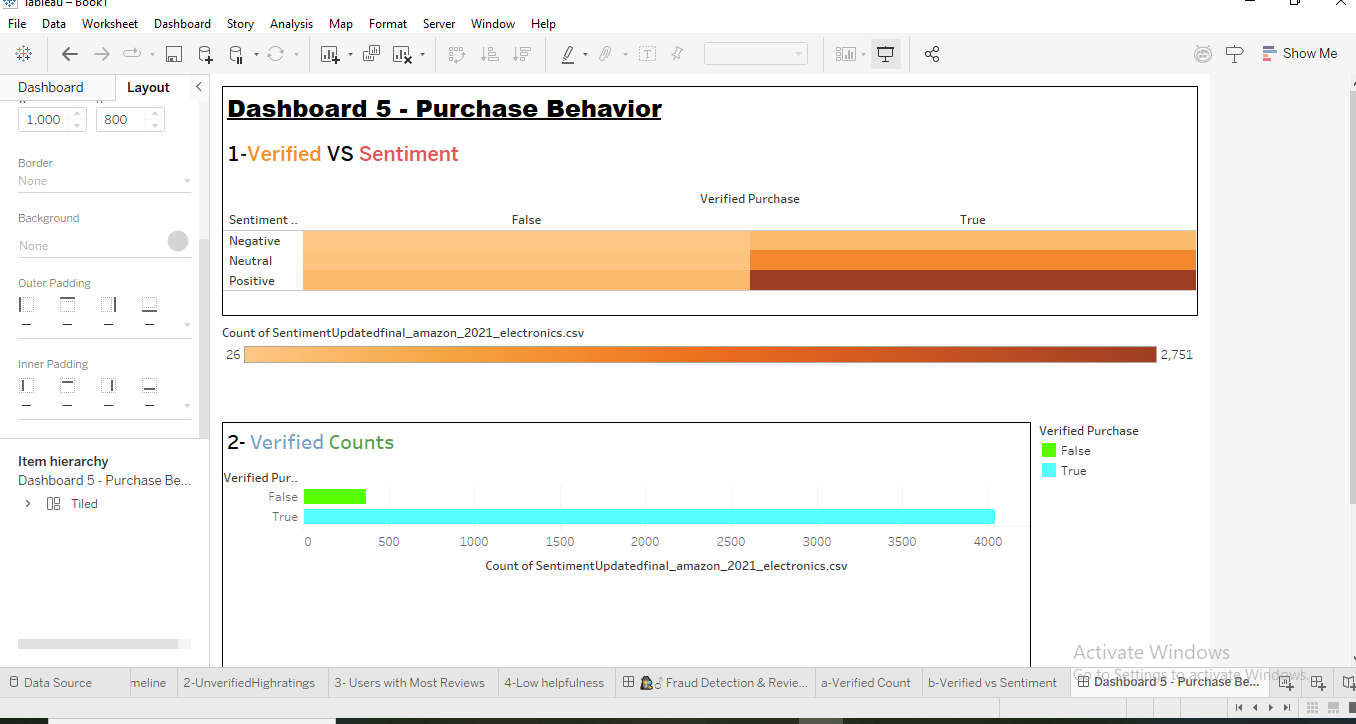 Tableau – Book1
File Data Worksheet Dashboard Story Analysis Map Format Server Window Help
Show Me
Dashboard Layout
1,000 800
Border
None
Background
None
Outer Padding
Inner Padding
Item hierarchy
Dashboard 5 - Purchase Be...
Tiled
Dashboard 5 - Purchase Behavior
1-Verified VS Sentiment
Verified Purchase
Sentiment .. False True
Negative
Neutral
Positive
Count of SentimentUpdatedfinal_amazon_2021_electronics.csv
26 2,751
2- Verified Counts
Verified Pur..
False
True
0 500 1000 1500 2000 2500 3000 3500 4000
Count of SentimentUpdatedfinal_amazon_2021_electronics.csv
Verified Purchase
False
True
Activate Windows
Go to Settings to activate Windows.
Data Source meline 2-UnverifiedHighratings 3- Users with Most Reviews 4-Low helpfulness Fraud Detection & Revie... a-Verified Count b-Verified vs Sentiment Dashboard 5 - Purchase Be...